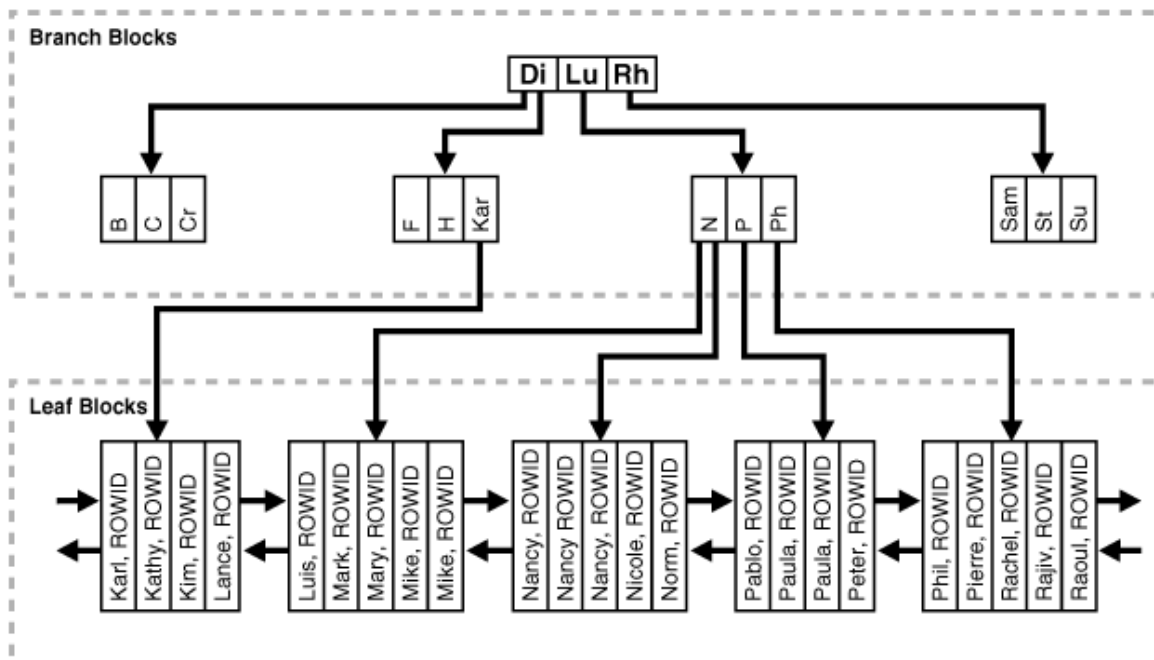 Branch Blocks
Di Lu Rh
B
C
Cr
F
H
Kar
N
P
Ph
Sam
St
Su
Leaf Blocks
Karl, ROWID
Kathy, ROWID
Kim, ROWID
Lance, ROWID
Luis, ROWID
Mark, ROWID
Mary, ROWID
Mike, ROWID
Mike, ROWID
Nancy, ROWID
Nancy ROWID
Nancy, ROWID
Nicole, ROWID
Norm, ROWID
Pablo, ROWID
Paula, ROWID
Paula, ROWID
Peter, ROWID
Phil, ROWID
Pierre, ROWID
Rachel, ROWID
Rajiv, ROWID
Raoul, ROWID